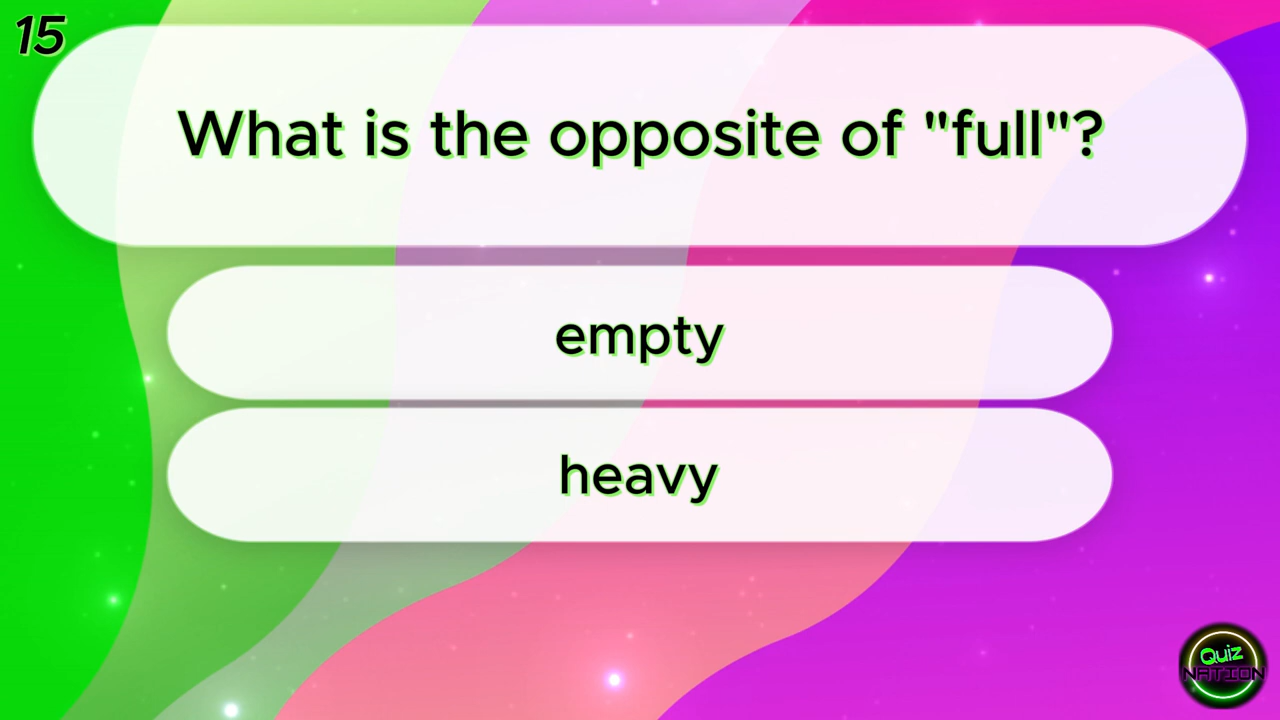 15
What is the opposite of "full"?
empty
heavy
Quiz
NATION